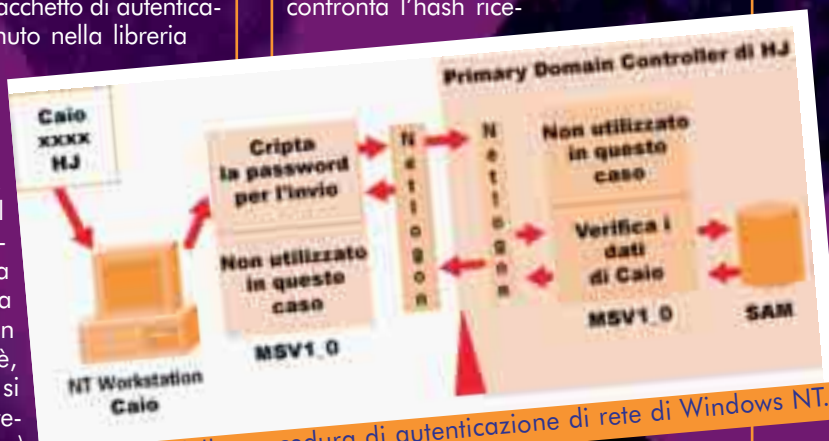 acchetto di autentica-
nuto nella libreria
confronta l'hash rice-
Primary Domain Controller di HJ
Caio
xxxx
HJ
Cripta
la password
per l'invio
Non utilizzato
in questo
caso
MSV1_0
Netlogon
Netlogon
Non utilizzato
in questo
caso
Verifica i
dati
di Caio
MSV1_0
SAM
NT Workstation
Caio
a
a
n
è,
si
e-
di autenticazione di rete di Windows NT.